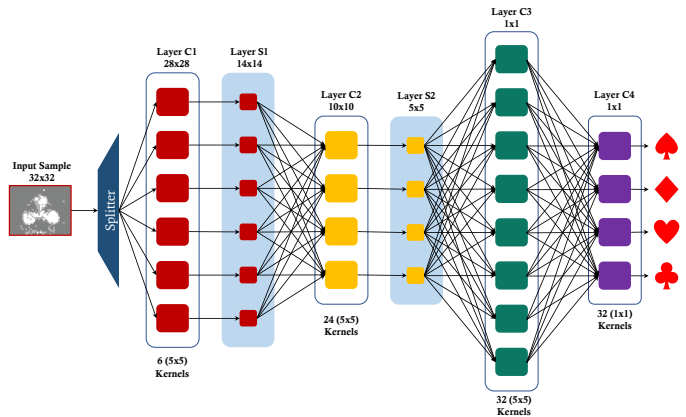 Input Sample
32x32
Splitter
Layer C1
28x28
6 (5x5)
Kernels
Layer S1
14x14
Layer C2
10x10
24 (5x5)
Kernels
Layer S2
5x5
Layer C3
1x1
32 (5x5)
Kernels
Layer C4
1x1
32 (1x1)
Kernels